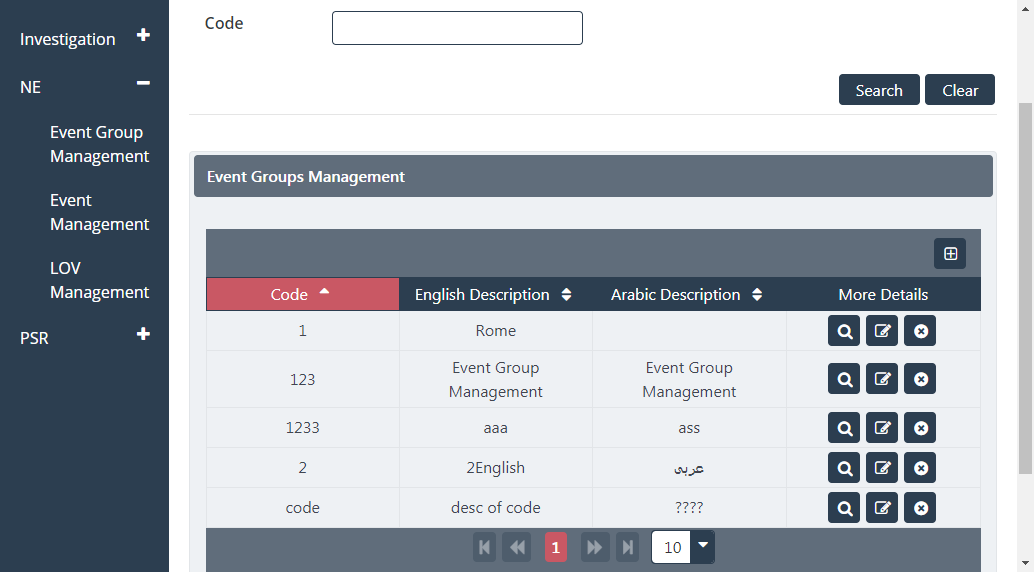 Investigation
NE
Event Group
Management
Event
Management
LOV
Management
PSR
Code
Search Clear
Event Groups Management
Code English Description Arabic Description More Details
1 Rome
123 Event Group Management Event Group Management
1233 aaa ass
2 2English عربى
code desc of code ????
1 10